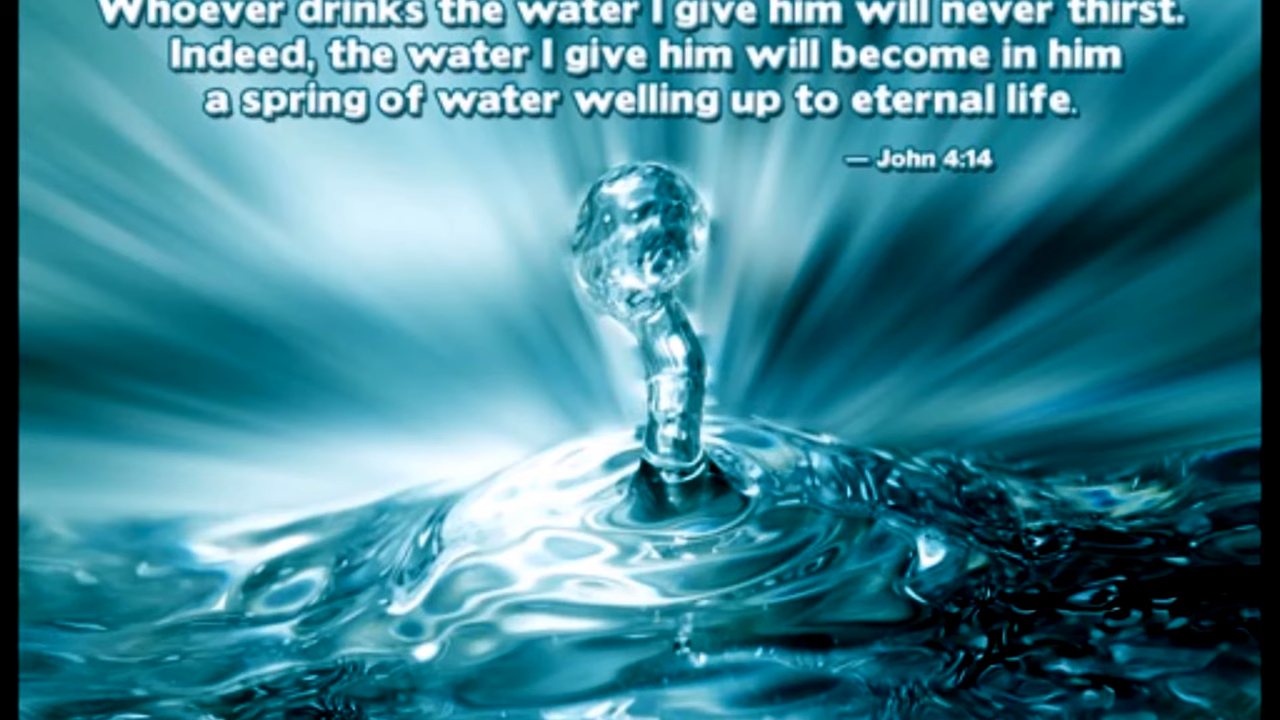 Whoever drinks the water I give him will never thirst.
Indeed, the water I give him will become in him
a spring of water welling up to eternal life.
— John 4:14